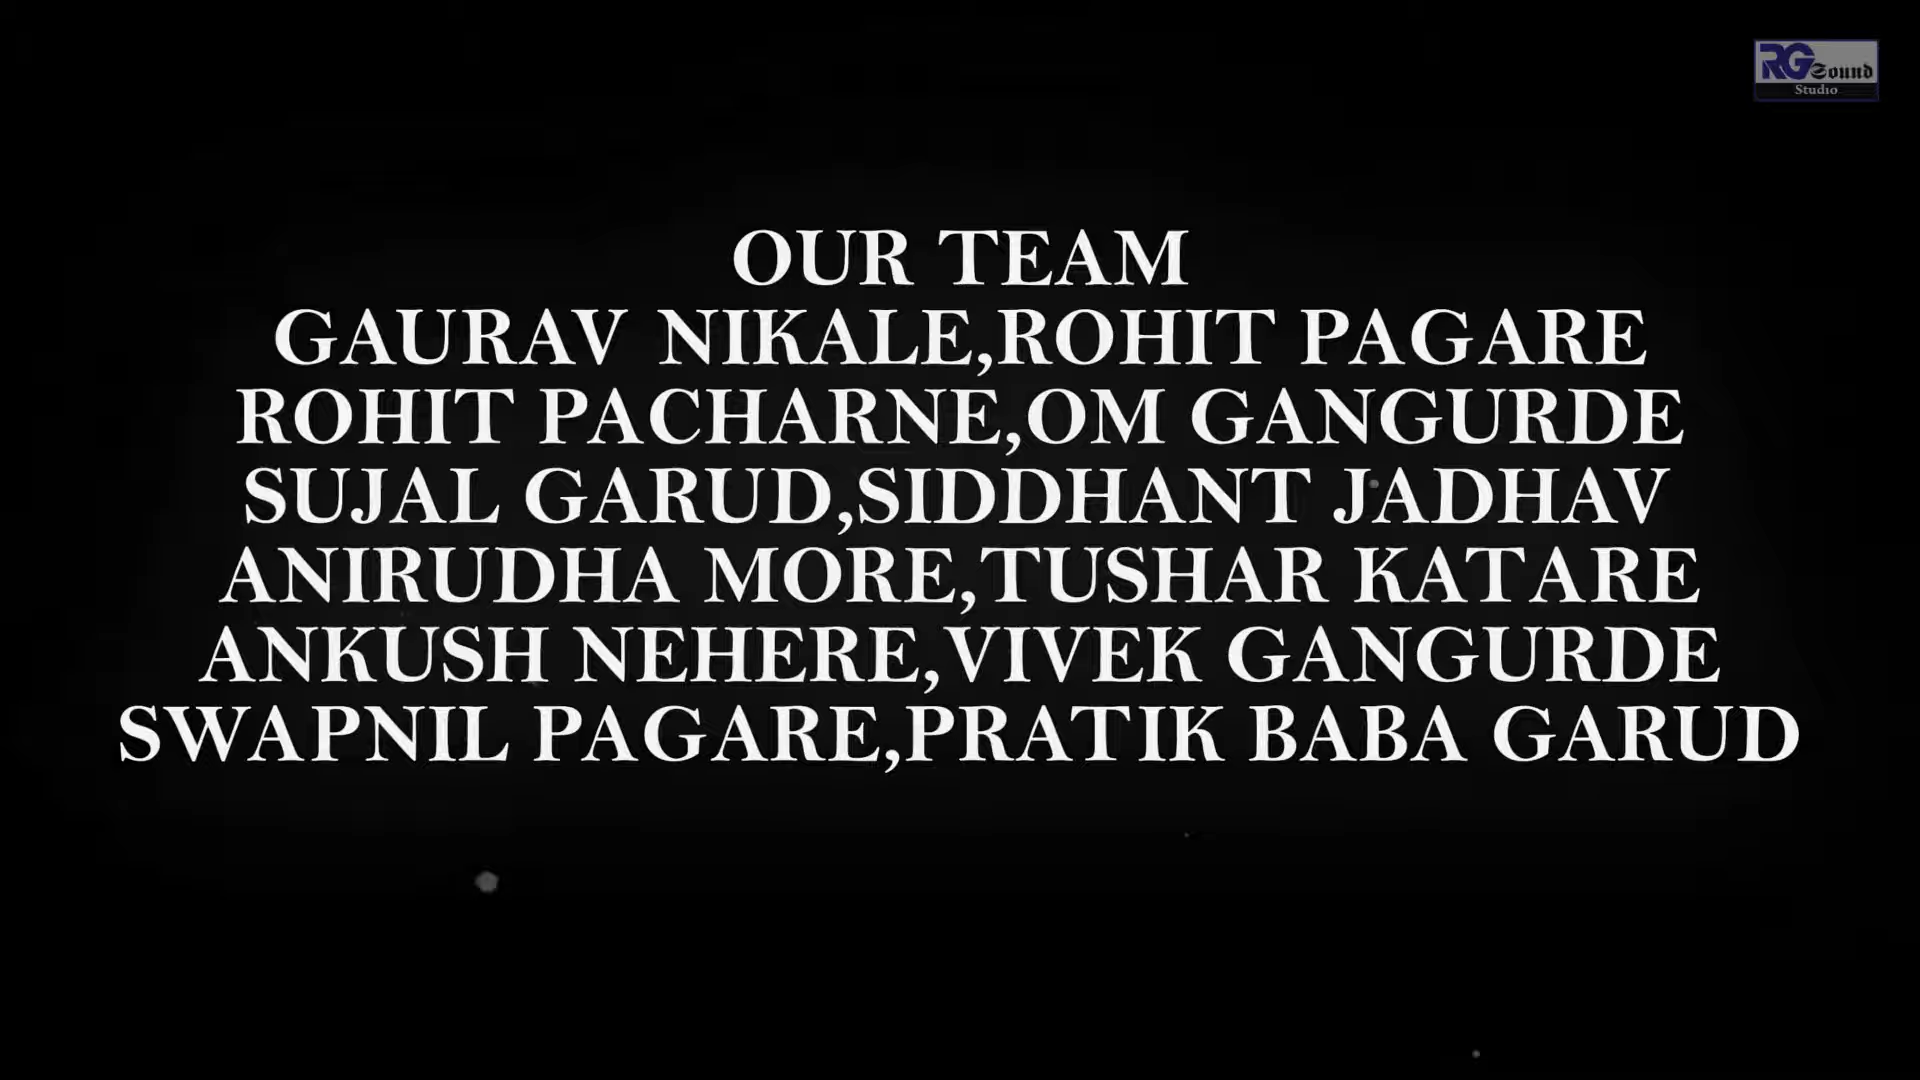 RG Sound
Studio
OUR TEAM
GAURAV NIKALE,ROHIT PAGARE
ROHIT PACHARNE,OM GANGURDE
SUJAL GARUD,SIDDHANT JADHAV
ANIRUDHA MORE,TUSHAR KATARE
ANKUSH NEHERE,VIVEK GANGURDE
SWAPNIL PAGARE,PRATIK BABA GARUD